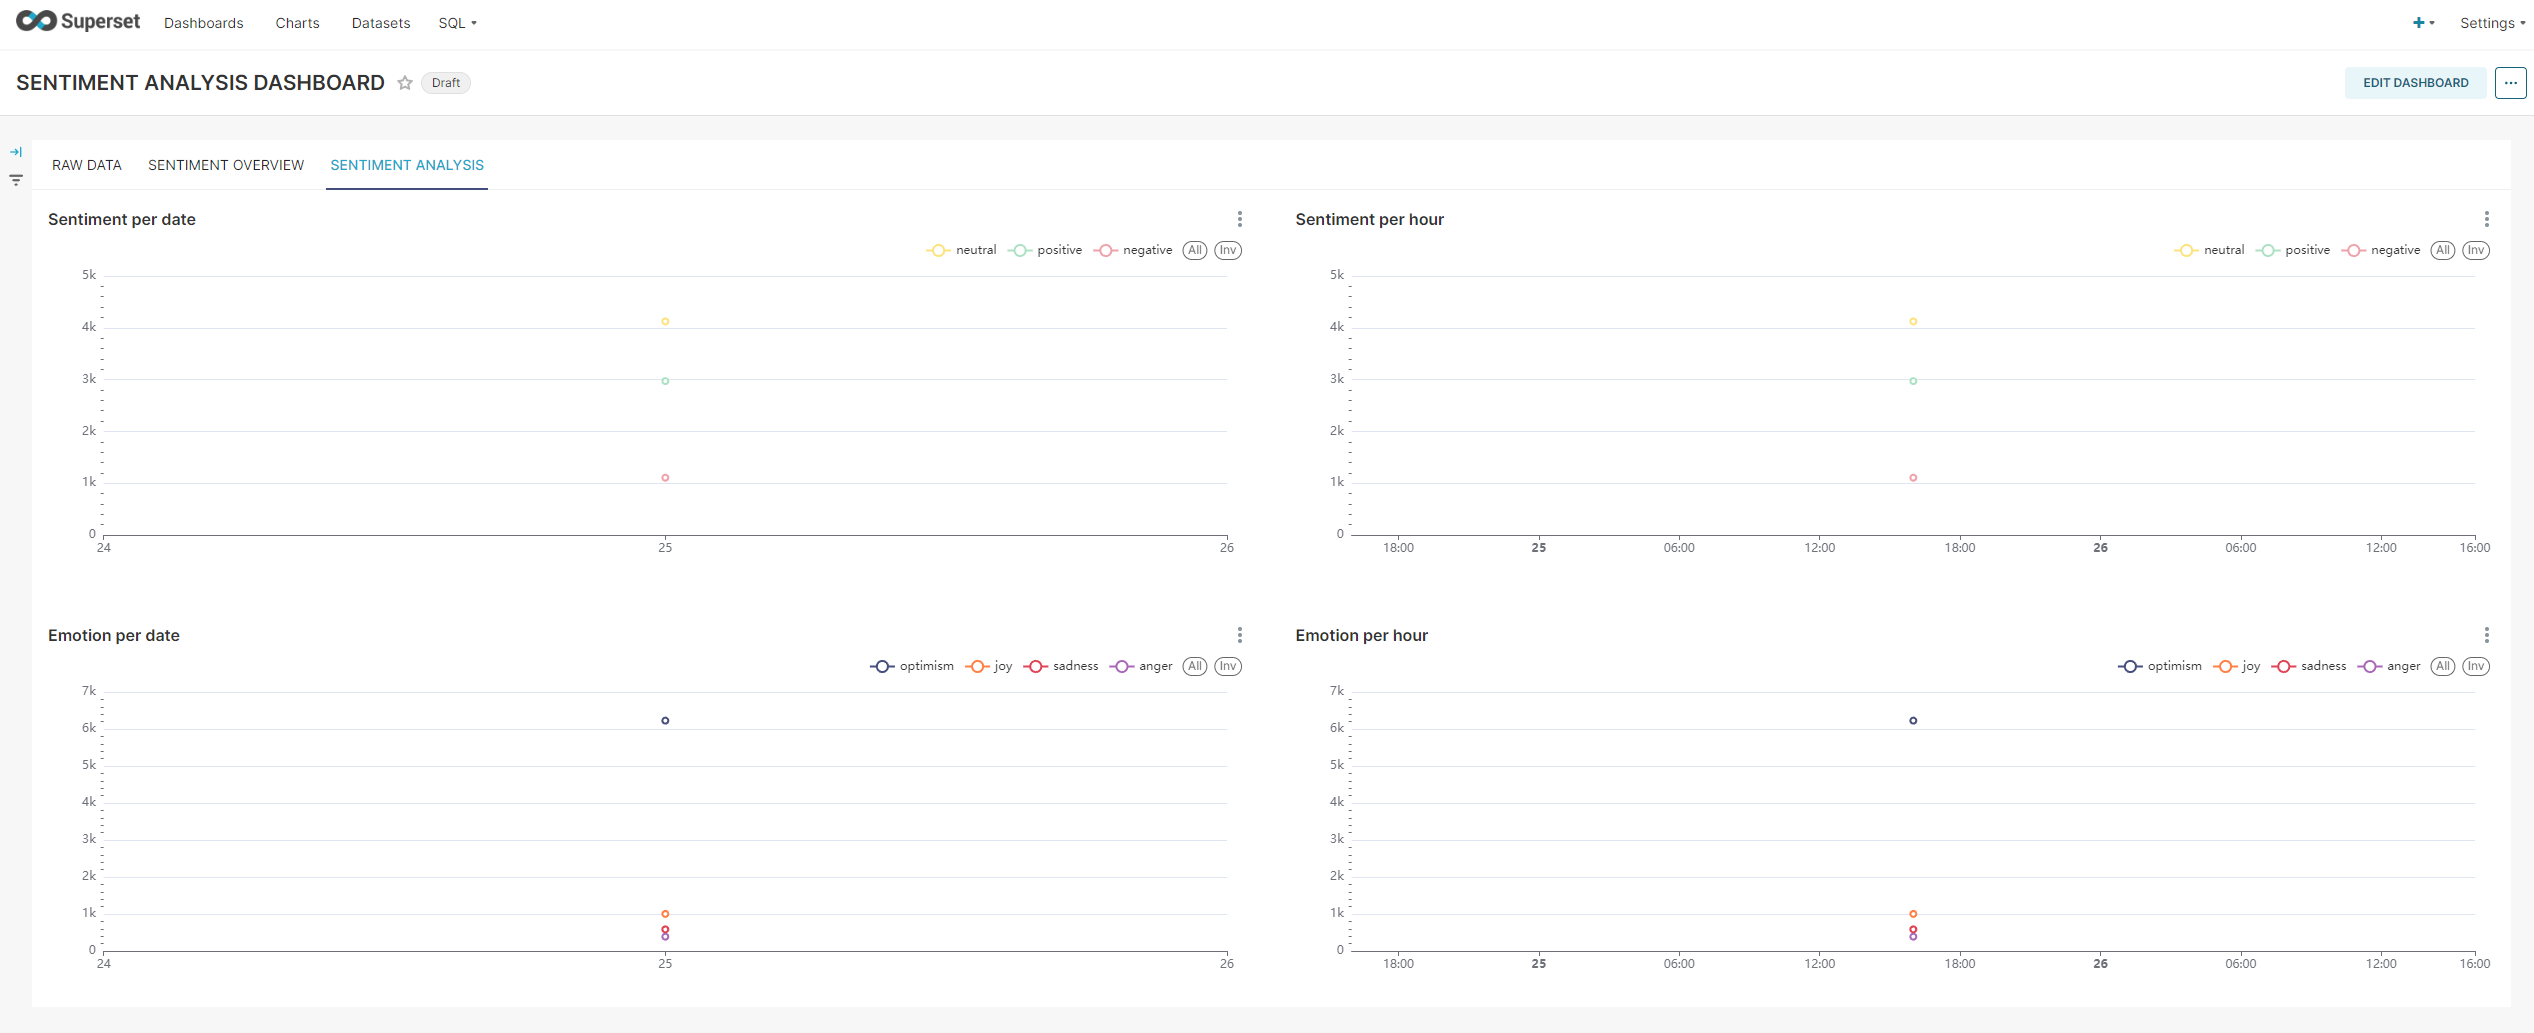 Superset Dashboards Charts Datasets SQL Settings
SENTIMENT ANALYSIS DASHBOARD Draft EDIT DASHBOARD ...
RAW DATA SENTIMENT OVERVIEW SENTIMENT ANALYSIS
Sentiment per date
neutral positive negative All Inv
5k
4k
3k
2k
1k
0
24 25 26
Sentiment per hour
neutral positive negative All Inv
5k
4k
3k
2k
1k
0
18:00 25 06:00 12:00 18:00 26 06:00 12:00 16:00
Emotion per date
optimism joy sadness anger All Inv
7k
6k
5k
4k
3k
2k
1k
0
24 25 26
Emotion per hour
optimism joy sadness anger All Inv
7k
6k
5k
4k
3k
2k
1k
0
18:00 25 06:00 12:00 18:00 26 06:00 12:00 16:00